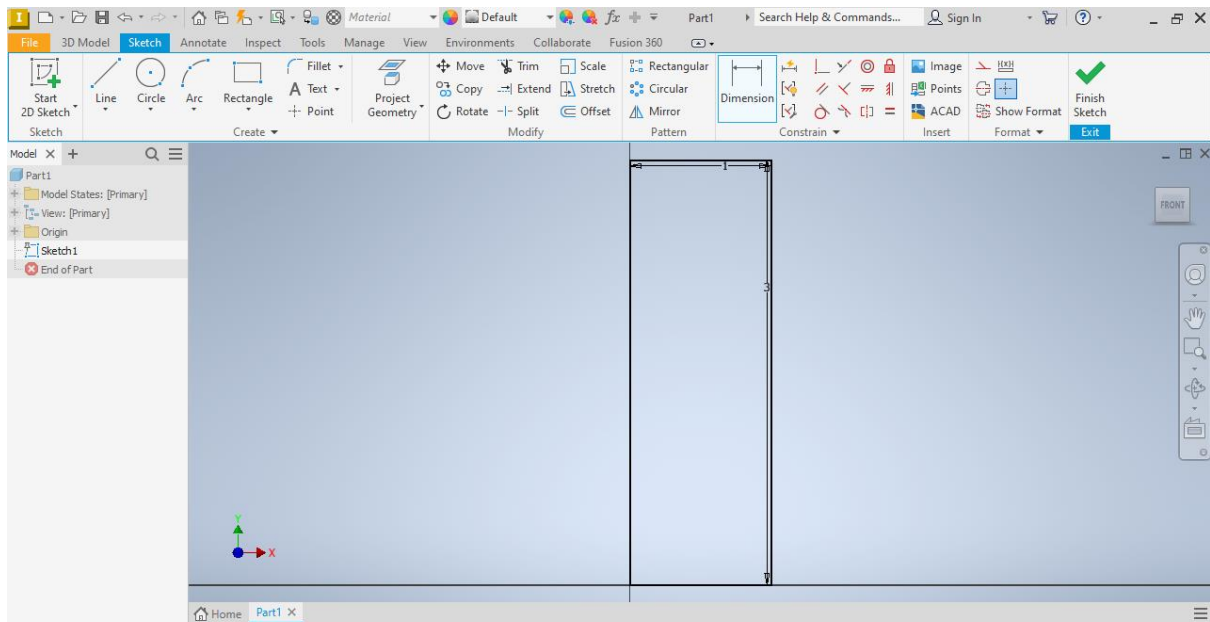 I Material Default fx Part1 Search Help & Commands... Sign In ?
File 3D Model Sketch Annotate Inspect Tools Manage View Environments Collaborate Fusion 360
Fillet Move Trim Scale Rectangular Image
Start 2D Sketch Line Circle Arc Rectangle A Text Project Geometry Copy Extend Stretch Circular Dimension Points Finish Sketch
Point Rotate Split Offset Mirror ACAD Show Format
Sketch Create Modify Pattern Constrain Insert Format Exit
Model × +
Part1
Model States: [Primary]
View: [Primary]
Origin
Sketch1
End of Part
FRONT
1
3
Y
X
Home Part1 ×